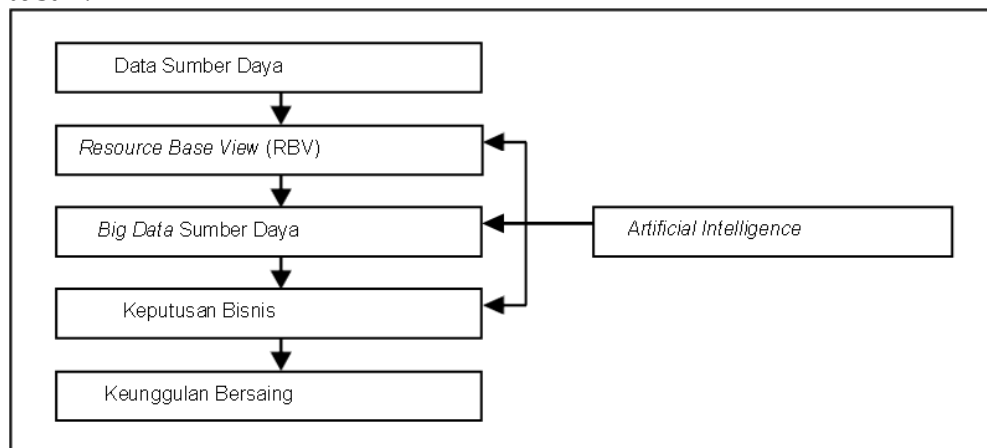 Data Sumber Daya
Resource Base View (RBV)
Big Data Sumber Daya
Artificial Intelligence
Keputusan Bisnis
Keunggulan Bersaing